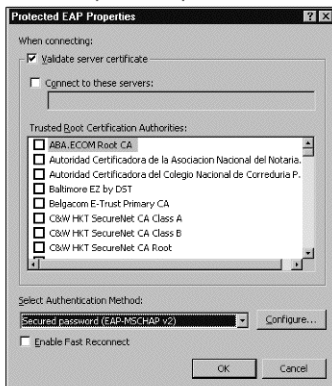 Protected EAP Properties
When connecting:
Validate server certificate
Connect to these servers:
Trusted Root Certification Authorities:
ABA.ECOM Root CA
Autoridad Certificadora de la Asociacion Nacional del Notaria.
Autoridad Certificadora del Colegio Nacional de Correduria P.
Baltimore EZ by DST
Belgacom E-Trust Primary CA
C&W HKT SecureNet CA Class A
C&W HKT SecureNet CA Class B
C&W HKT SecureNet CA Root
Select Authentication Method:
Secured password (EAP-MSCHAP v2)
Configure...
Enable Fast Reconnect
OK
Cancel